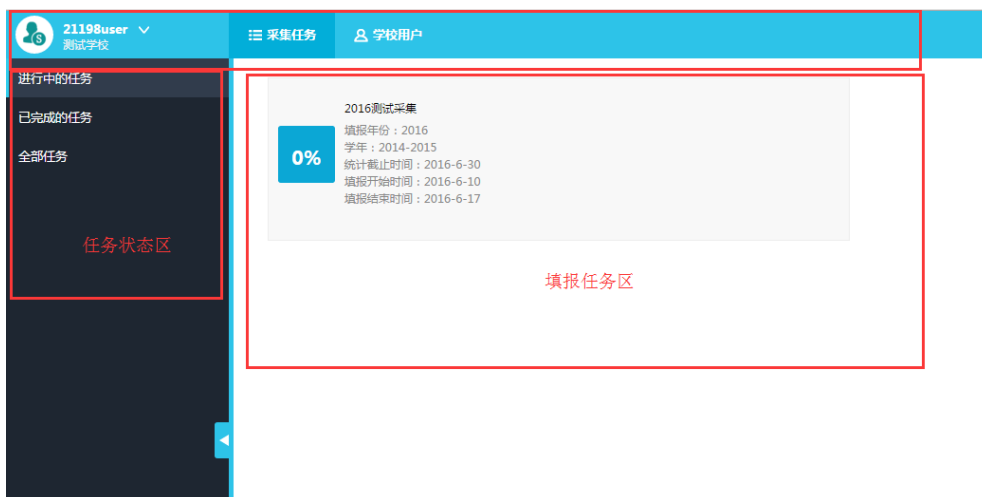 21198user
测试学校
采集任务
学校用户
进行中的任务
已完成的任务
全部任务
任务状态区
2016测试采集
0%
填报年份：2016
学年：2014-2015
统计截止时间：2016-6-30
填报开始时间：2016-6-10
填报结束时间：2016-6-17
填报任务区